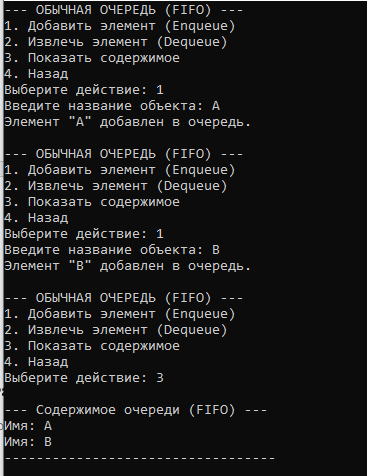 --- ОБЫЧНАЯ ОЧЕРЕДЬ (FIFO) ---
1. Добавить элемент (Enqueue)
2. Извлечь элемент (Dequeue)
3. Показать содержимое
4. Назад
Выберите действие: 1
Введите название объекта: A
Элемент "A" добавлен в очередь.

--- ОБЫЧНАЯ ОЧЕРЕДЬ (FIFO) ---
1. Добавить элемент (Enqueue)
2. Извлечь элемент (Dequeue)
3. Показать содержимое
4. Назад
Выберите действие: 1
Введите название объекта: B
Элемент "B" добавлен в очередь.

--- ОБЫЧНАЯ ОЧЕРЕДЬ (FIFO) ---
1. Добавить элемент (Enqueue)
2. Извлечь элемент (Dequeue)
3. Показать содержимое
4. Назад
Выберите действие: 3

--- Содержимое очереди (FIFO) ---
Имя: A
Имя: B
----------------------------------